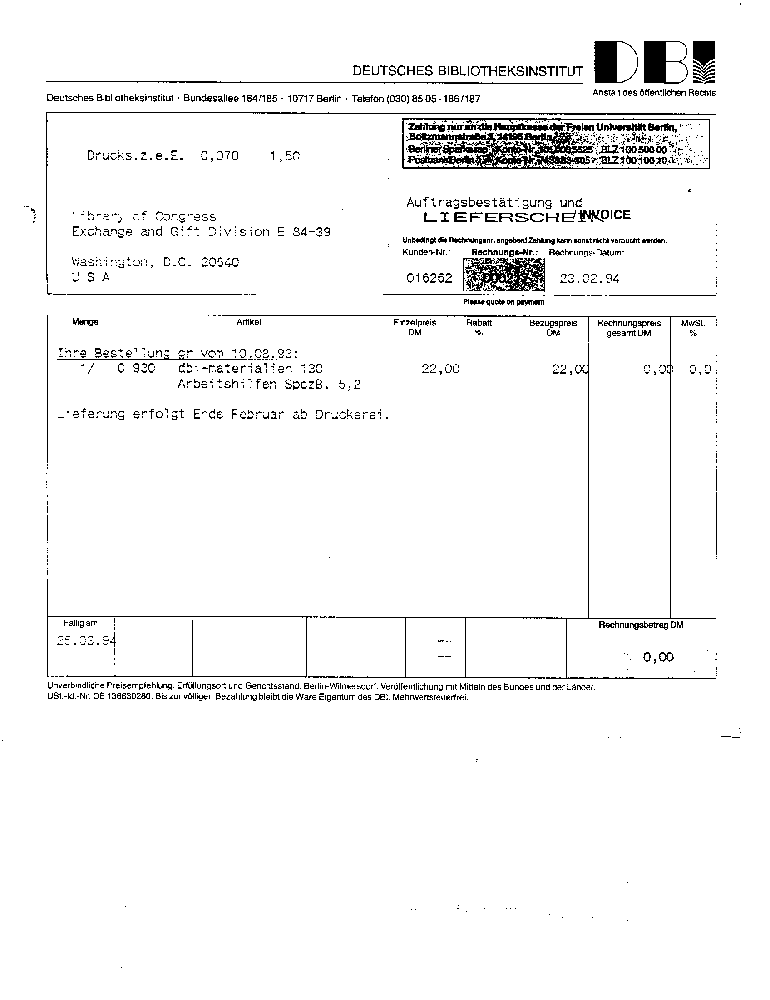 DEUTSCHES BIBLIOTHEKSINSTITUT
DBI
Anstalt des öffentlichen Rechts
Deutsches Bibliotheksinstitut · Bundesallee 184/185 · 10717 Berlin · Telefon (030) 85 05 - 186/187
Zahlung nur an die Hauptkasse der Freien Universität Berlin,
Boltzmannstraße 3, 14195 Berlin
Berliner Sparkasse Konto-Nr. 101 000 5525 BLZ 100 500 00
Postbank Berlin Konto-Nr. 7433 83-105 BLZ 100 100 10
Drucks.z.e.E. 0,070 1,50
Auftragsbestätigung und
LIEFERSCHEIN
/INVOICE
Library of Congress
Exchange and Gift Division E 84-39
Washington, D.C. 20540
U S A
Unbedingt die Rechnungsnr. angeben! Zahlung kann sonst nicht verbucht werden.
Kunden-Nr.: Rechnungs-Nr.: Rechnungs-Datum:
016262 000217 23.02.94
Please quote on payment
Menge Artikel Einzelpreis Rabatt Bezugspreis Rechnungspreis MwSt.
DM % DM gesamt DM %
Ihre Bestellung gr vom 10.08.93:
1/ 0 930 dbi-materialien 130 22,00 22,00 0,00 0,0
Arbeitshilfen SpezB. 5,2
Lieferung erfolgt Ende Februar ab Druckerei.
Fällig am Rechnungsbetrag DM
25.03.94 --
-- 0,00
Unverbindliche Preisempfehlung. Erfüllungsort und Gerichtsstand: Berlin-Wilmersdorf. Veröffentlichung mit Mitteln des Bundes und der Länder.
USt.-Id.-Nr. DE 136630280. Bis zur völligen Bezahlung bleibt die Ware Eigentum des DBI. Mehrwertsteuerfrei.